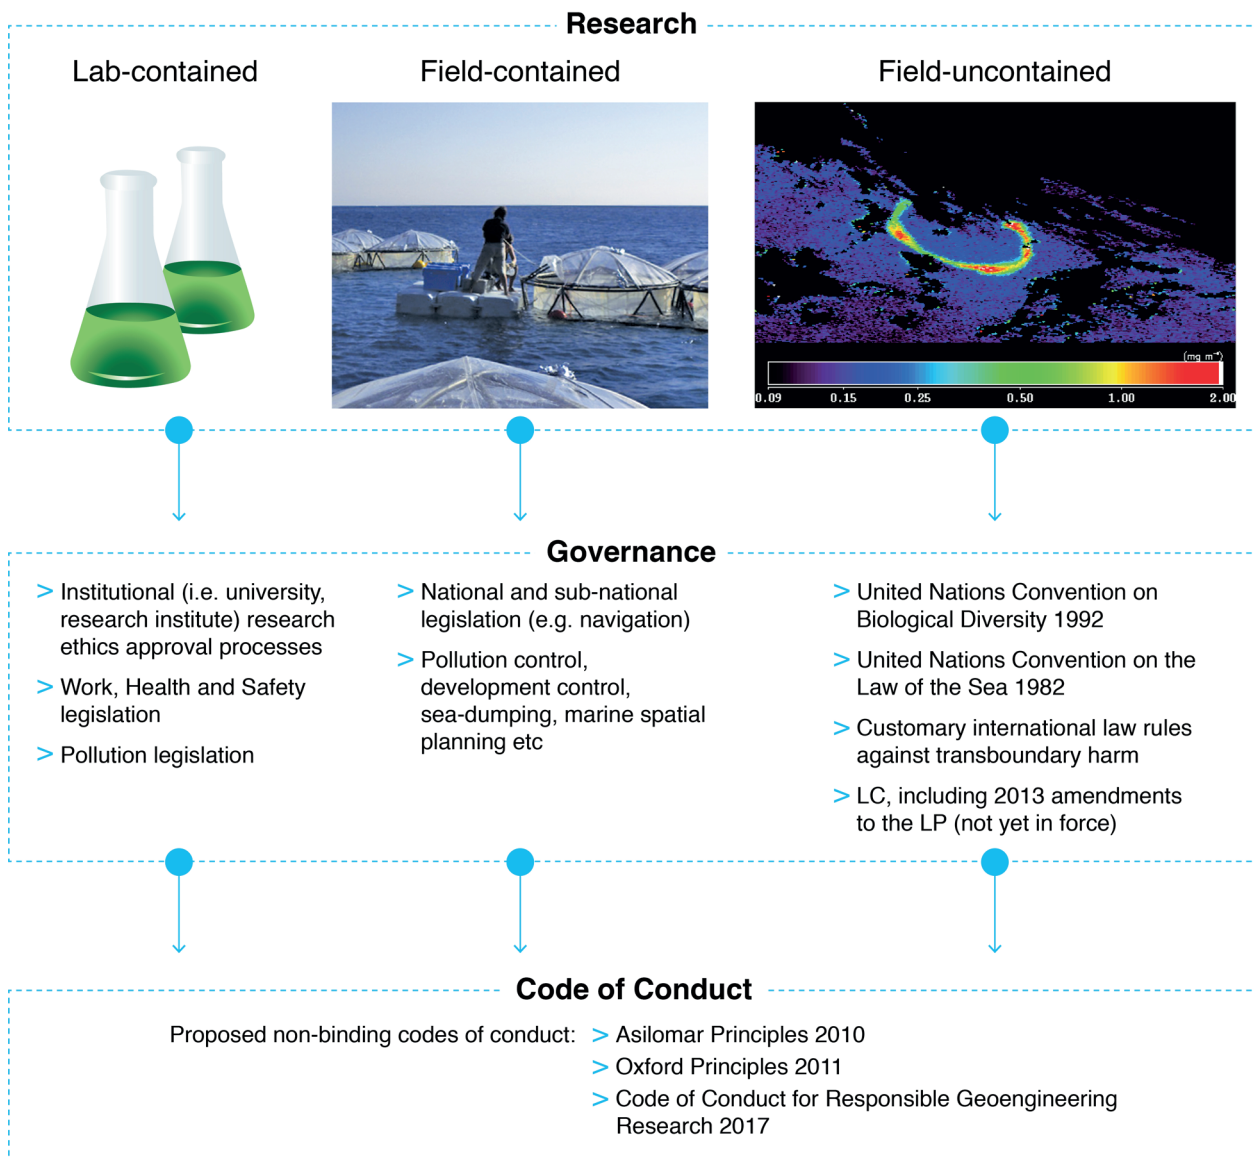 Research
Lab-contained
Field-contained
Field-uncontained
(mg m⁻³)
0.09 0.15 0.25 0.50 1.00 2.00
Governance
> Institutional (i.e. university,
research institute) research
ethics approval processes
> Work, Health and Safety
legislation
> Pollution legislation
> National and sub-national
legislation (e.g. navigation)
> Pollution control,
development control,
sea-dumping, marine spatial
planning etc
> United Nations Convention on
Biological Diversity 1992
> United Nations Convention on the
Law of the Sea 1982
> Customary international law rules
against transboundary harm
> LC, including 2013 amendments
to the LP (not yet in force)
Code of Conduct
Proposed non-binding codes of conduct: > Asilomar Principles 2010
> Oxford Principles 2011
> Code of Conduct for Responsible Geoengineering
Research 2017